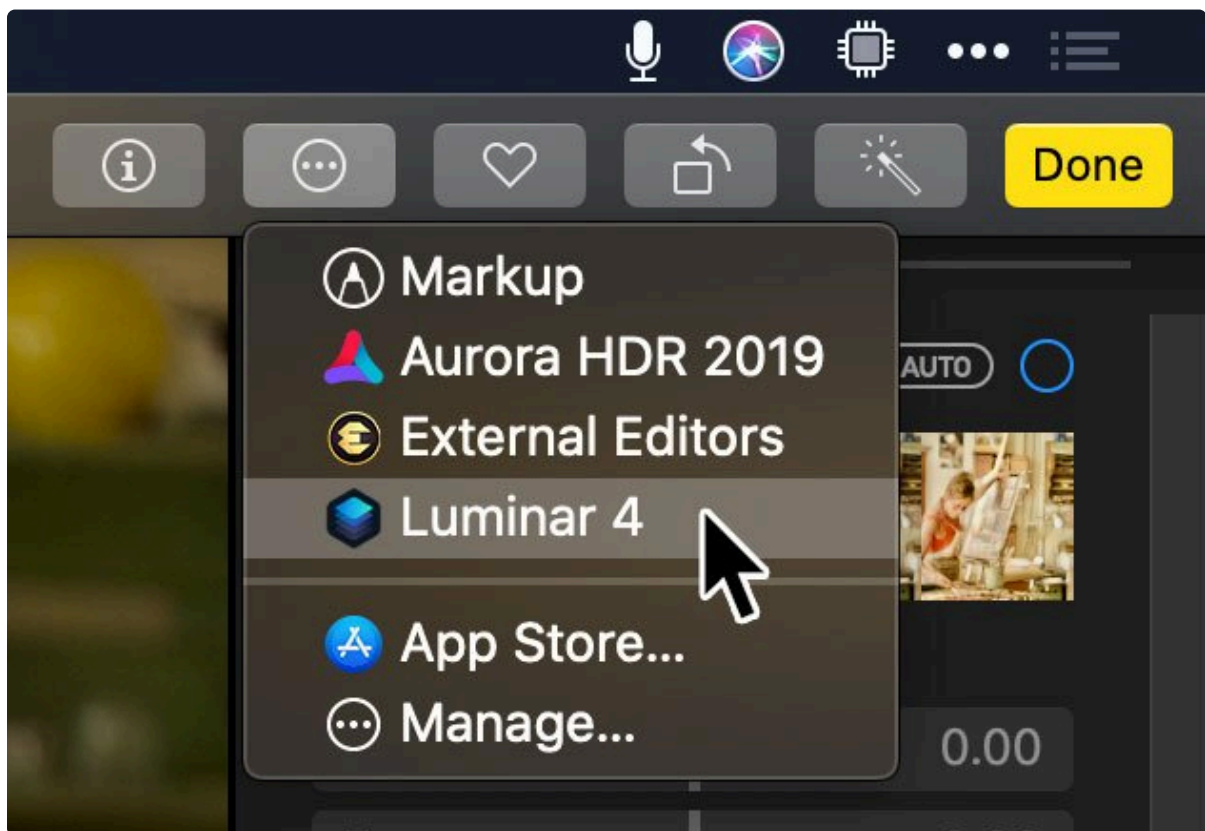 Done
Markup
Aurora HDR 2019
AUTO
External Editors
Luminar 4
App Store...
Manage...
0.00